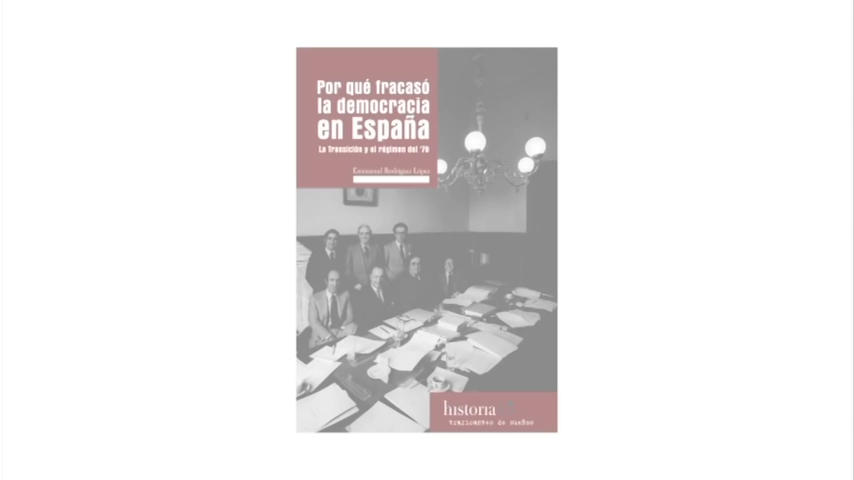 Por qué fracasó
la democracia
en España
La Transición y el régimen del '78
Emmanuel Rodríguez López
historia
traficantes de sueños